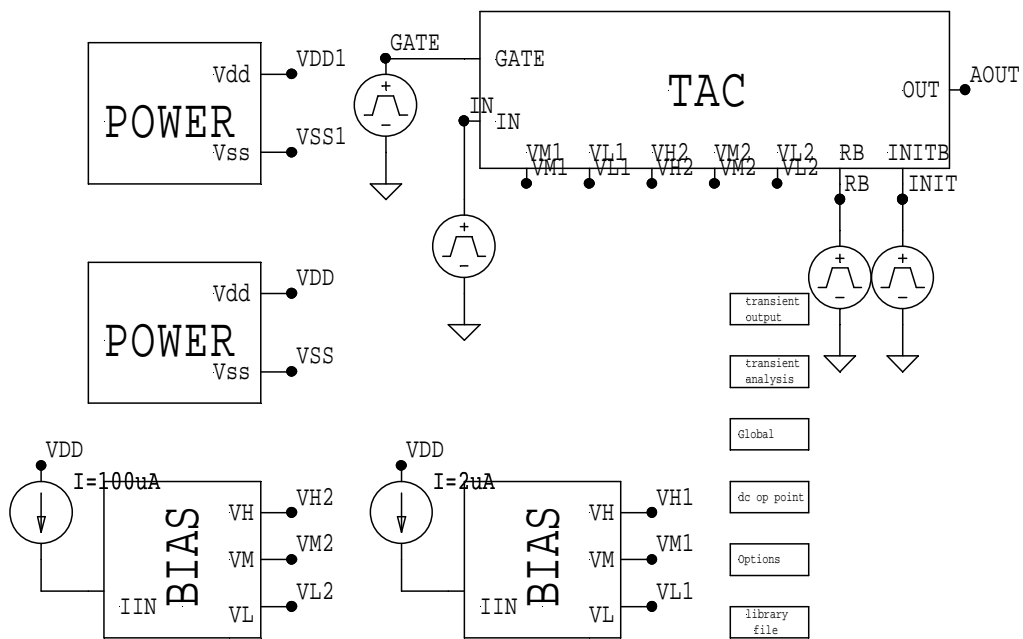 GATE
VDD1
GATE
Vdd
TAC
OUT
AOUT
POWER
IN
IN
VSS1
Vss
VM1
VL1
VH2
VM2
VL2
RB
INITB
VM1
VL1
VH2
VM2
VL2
RB
INIT
VDD
Vdd
transient
output
POWER
VSS
Vss
transient
analysis
Global
VDD
VDD
I=100uA
I=2uA
VH2
VH1
VH
VH
dc op point
BIAS
BIAS
VM2
VM1
VM
VM
Options
VL2
VL1
IIN
VL
IIN
VL
library
file